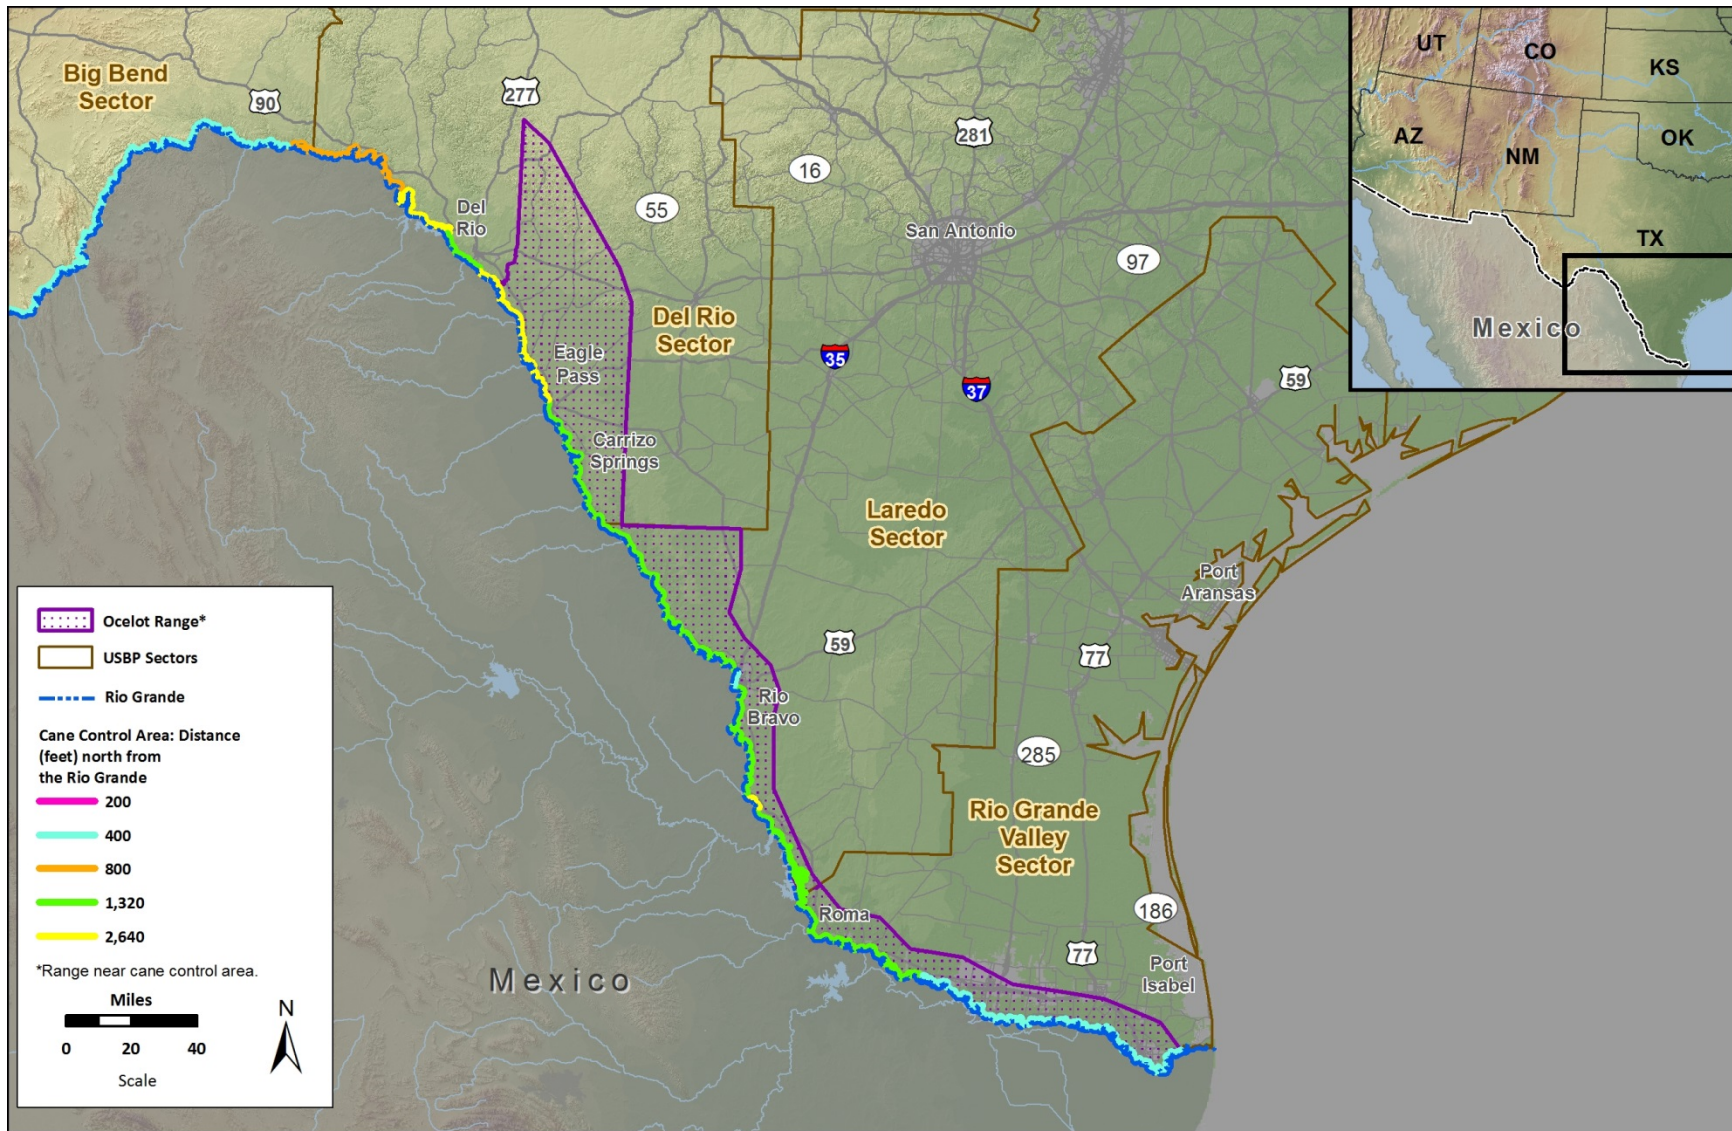 Big Bend
Sector
90
277
281
16
55
Del
Rio
San Antonio
97
Del Rio
Sector
Eagle
Pass
35
37
59
Carrizo
Springs
Laredo
Sector
Port
Aransas
59
77
Rio
Bravo
285
Rio Grande
Valley
Sector
186
Roma
77
Port
Isabel
Mexico
UT
CO
KS
AZ
NM
OK
TX
Mexico
Ocelot Range*
USBP Sectors
Rio Grande
Cane Control Area: Distance
(feet) north from
the Rio Grande
200
400
800
1,320
2,640
*Range near cane control area.
Miles
N
0 20 40
Scale